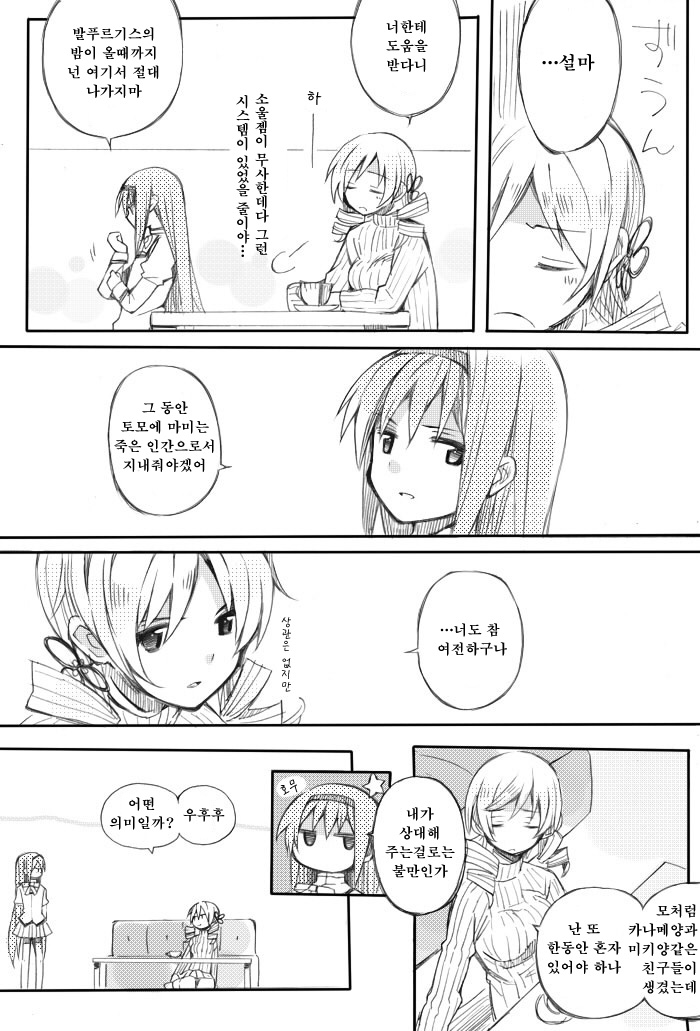 ずうん
…설마
너한테
도움을
받다니
하
소울젬이 무사한데다 그런
시스템이 있었을 줄이야…
발푸르기스의
밤이 올때까지
넌 여기서 절대
나가지마
그 동안
토모에 마미는
죽은 인간으로서
지내줘야겠어
…너도 참
여전하구나
상관은 없지만
모처럼
카나메양과
미키양같은
친구들이
생겼는데
난 또
한동안 혼자
있어야 하나
내가
상대해
주는걸로는
불만인가
호무
우후후
어떤
의미일까?